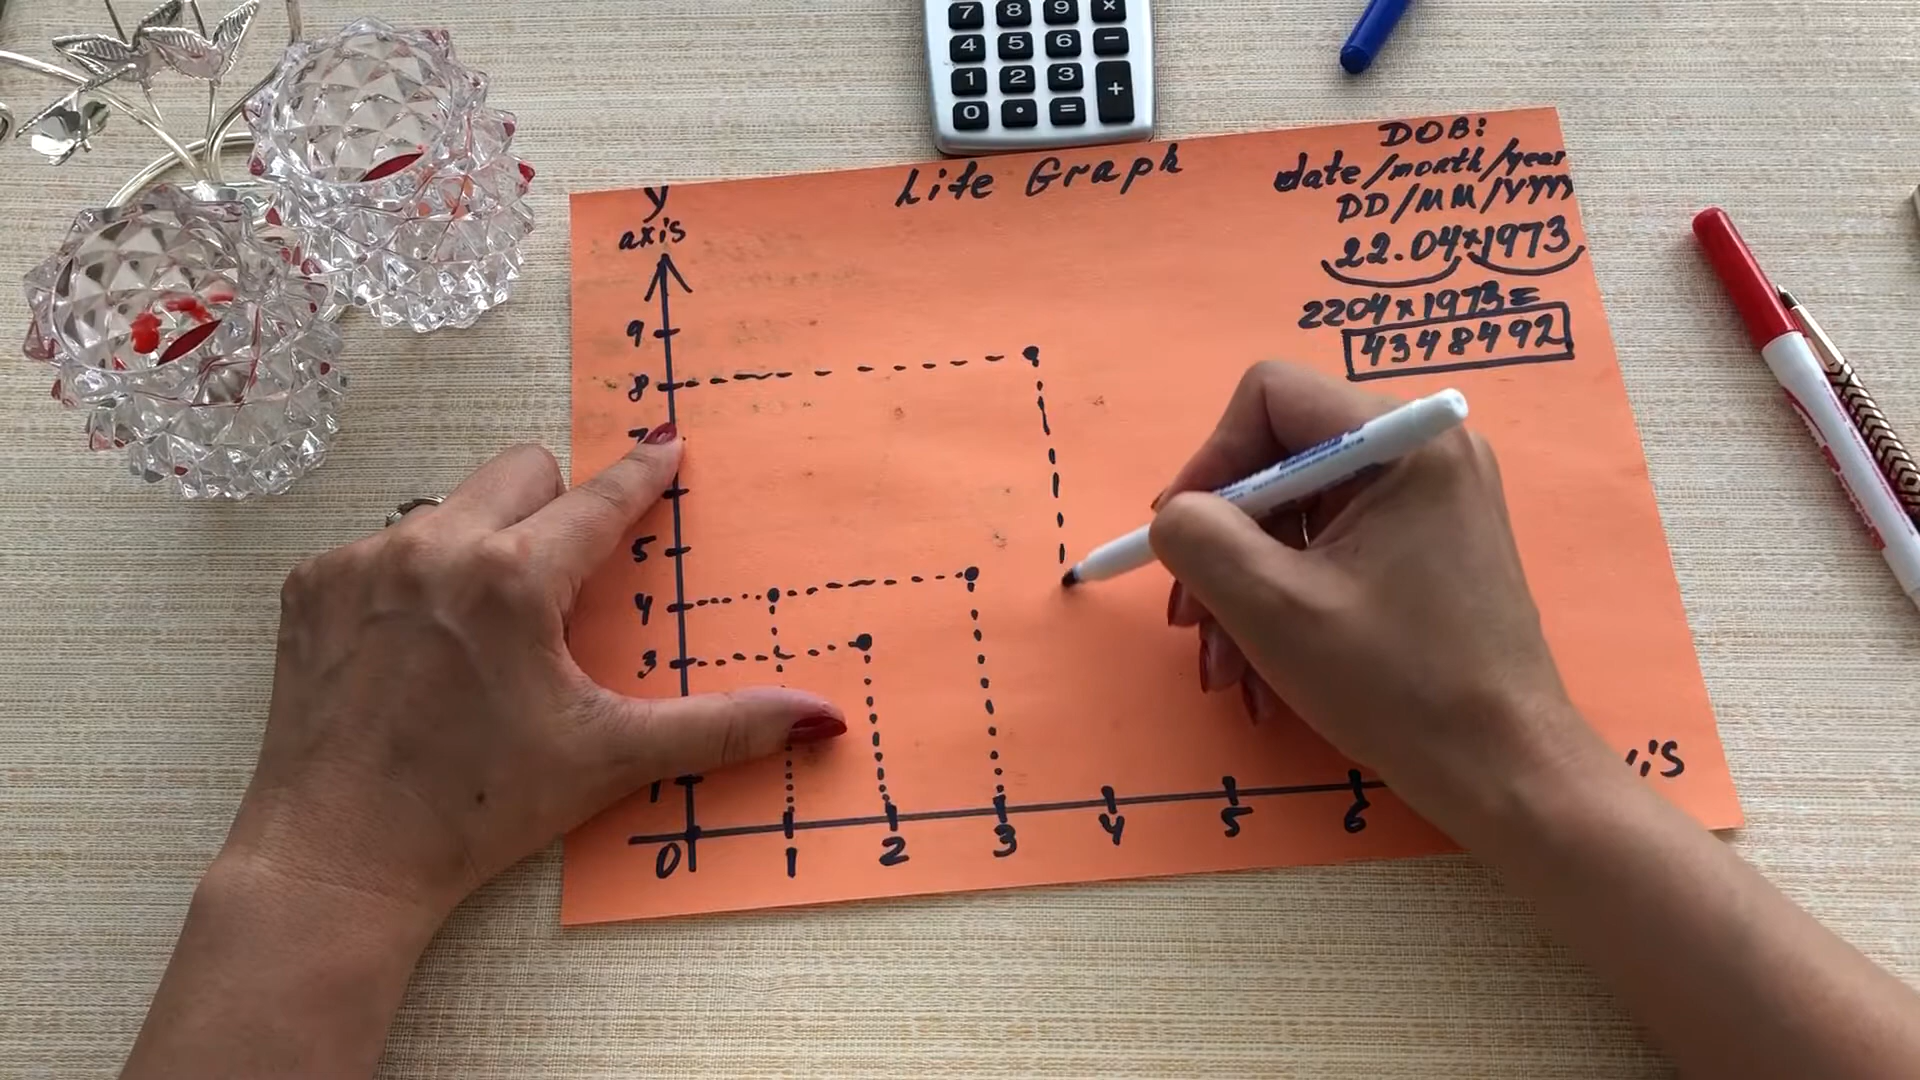 7 8 9 ×
4 5 6 −
1 2 3 +
0 . =
Life Graph
DOB:
date/month/year
DD/MM/YYYY
22.04×1973
2204×1973=
4348492
y
axis
9
8
7
5
4
3
1
0 1 2 3 4 5 6